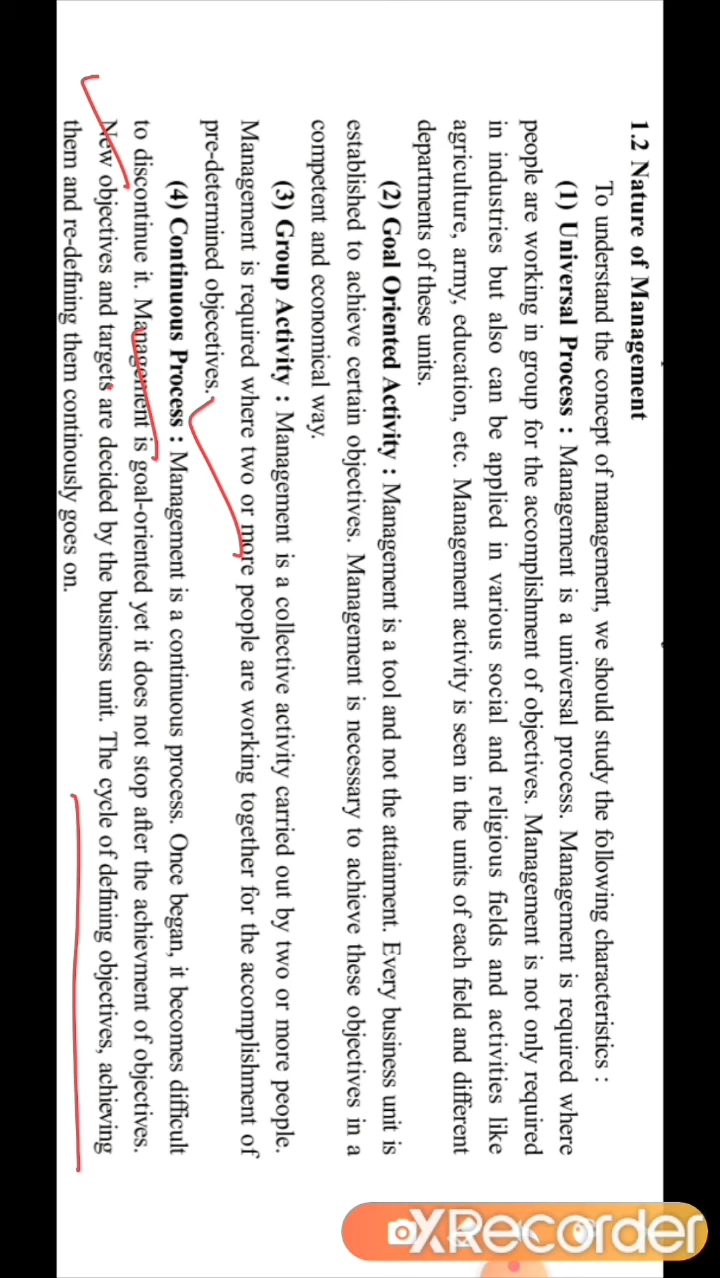 1.2 Nature of Management
To understand the concept of management, we should study the following characteristics :
(1) Universal Process : Management is a universal process. Management is required where
people are working in group for the accomplishment of objectives. Management is not only required
in industries but also can be applied in various social and religious fields and activities like
agriculture, army, education, etc. Management activity is seen in the units of each field and different
departments of these units.
(2) Goal Oriented Activity : Management is a tool and not the attainment. Every business unit is
established to achieve certain objectives. Management is necessary to achieve these objectives in a
competent and economical way.
(3) Group Activity : Management is a collective activity carried out by two or more people.
Management is required where two or more people are working together for the accomplishment of
pre-determined objecetives.
(4) Continuous Process : Management is a continuous process. Once began, it becomes difficult
to discontinue it. Management is goal-oriented yet it does not stop after the achievment of objectives.
New objectives and targets are decided by the business unit. The cycle of defining objectives, achieving
them and re-defining them continously goes on.
XRecorder